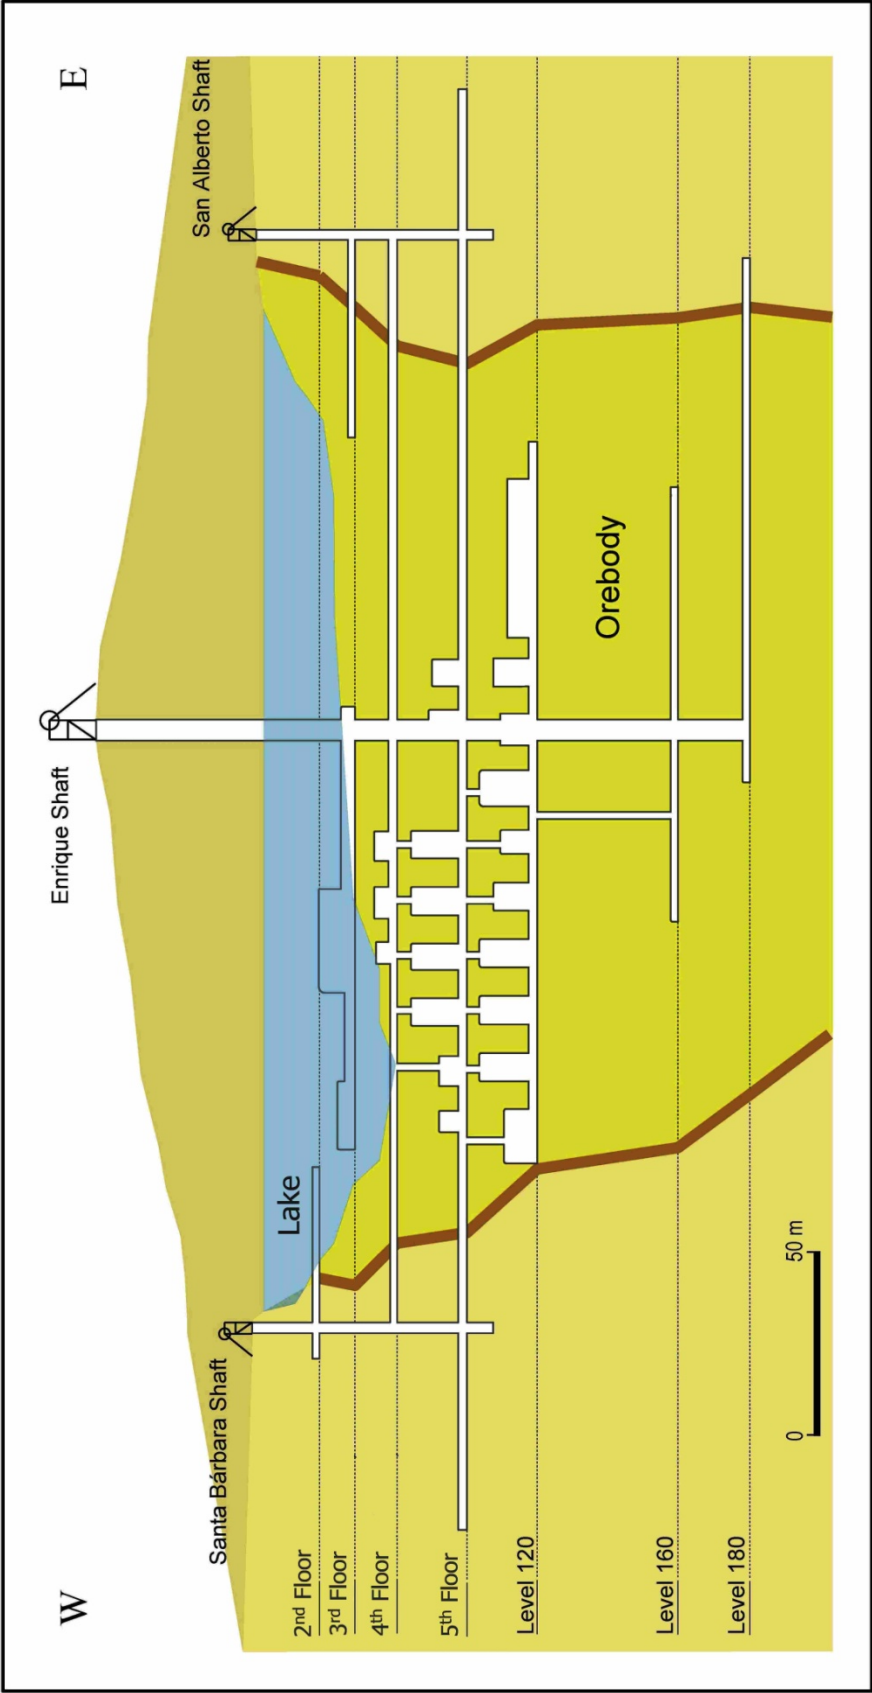 W
E
Enrique Shaft
San Alberto Shaft
Santa Bárbara Shaft
Lake
2nd Floor
3rd Floor
4th Floor
5th Floor
Level 120
Orebody
Level 160
Level 180
0
50 m